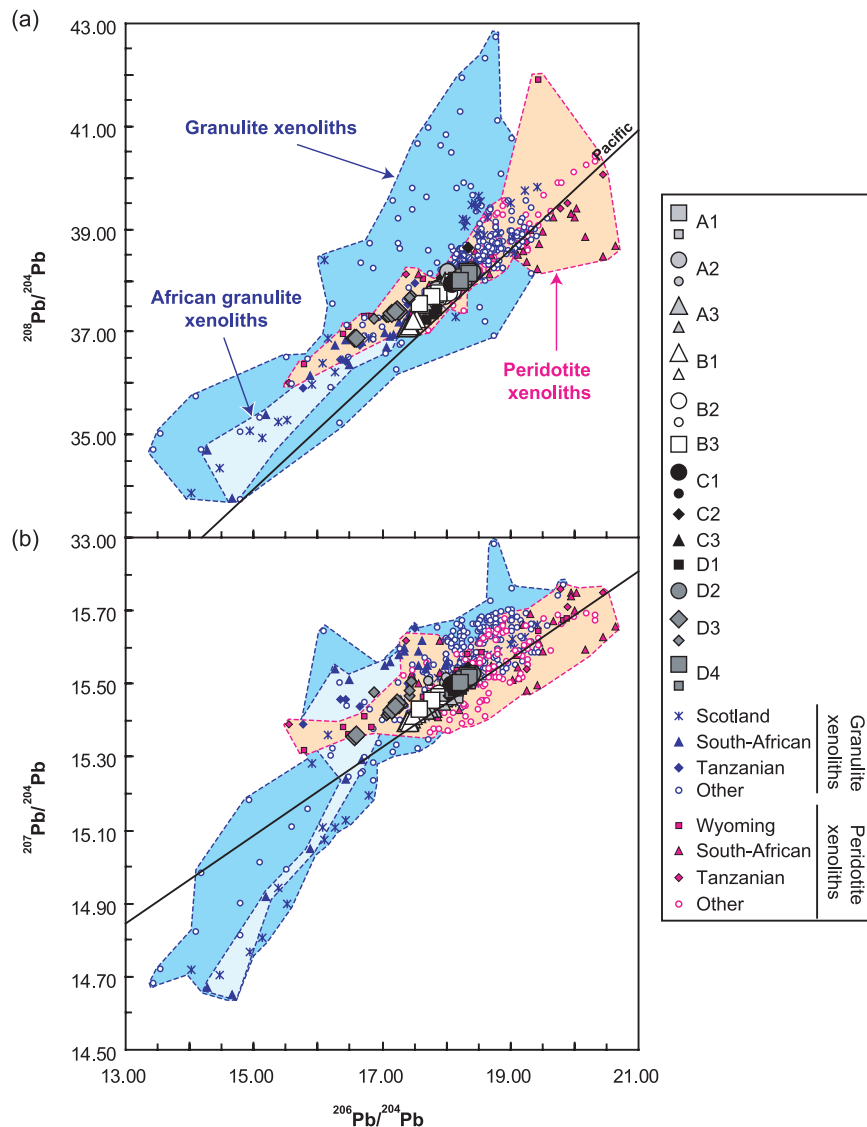 (a)
43.00
41.00
39.00
37.00
35.00
33.00
208Pb/204Pb
Granulite xenoliths
African granulite
xenoliths
Peridotite
xenoliths
Pacific
(b)
15.70
15.50
15.30
15.10
14.90
14.70
14.50
207Pb/204Pb
13.00 15.00 17.00 19.00 21.00
206Pb/204Pb
A1
A2
A3
B1
B2
B3
C1
C2
C3
D1
D2
D3
D4
Scotland
South-African
Tanzanian
Other
Granulite
xenoliths
Wyoming
South-African
Tanzanian
Other
Peridotite
xenoliths